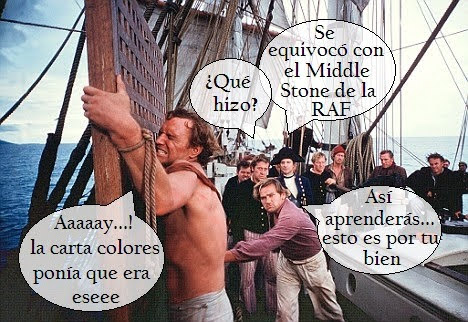 Se
equivocó con
el Middle
Stone de la
RAF
¿Qué
hizo?
Aaaaay...!
la carta colores
ponía que era
eseee
Así
aprenderás...
esto es por tu
bien